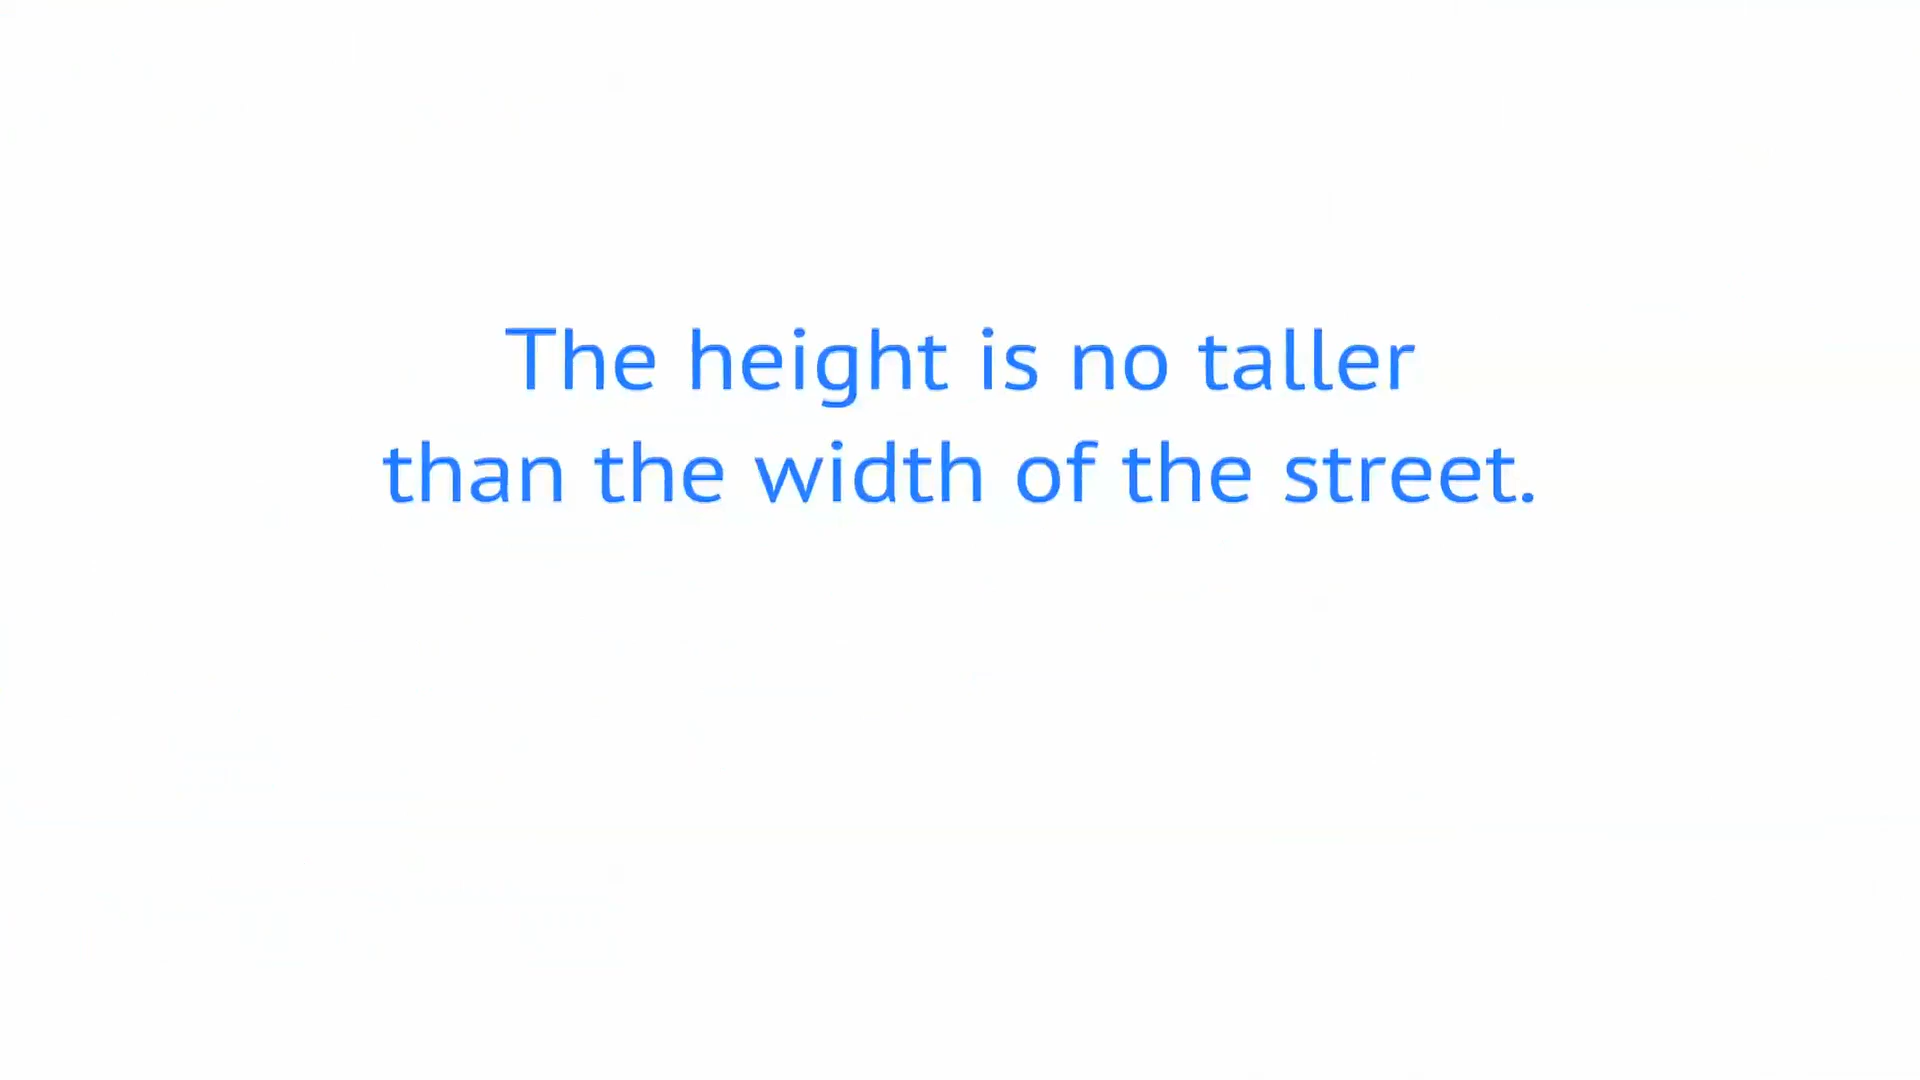 The height is no taller
than the width of the street.